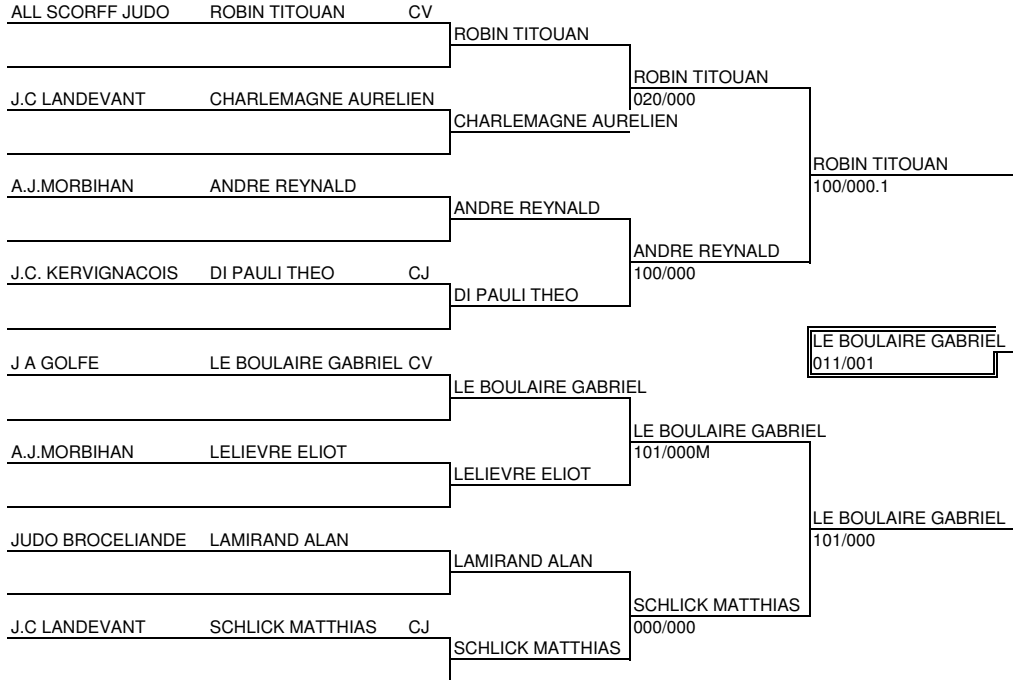 ALL SCORFF JUDO ROBIN TITOUAN CV
ROBIN TITOUAN
ROBIN TITOUAN
020/000
J.C LANDEVANT CHARLEMAGNE AURELIEN
CHARLEMAGNE AURELIEN
ROBIN TITOUAN
100/000.1
A.J.MORBIHAN ANDRE REYNALD
ANDRE REYNALD
ANDRE REYNALD
100/000
J.C. KERVIGNACOIS DI PAULI THEO CJ
DI PAULI THEO
LE BOULAIRE GABRIEL
011/001
J A GOLFE LE BOULAIRE GABRIEL CV
LE BOULAIRE GABRIEL
LE BOULAIRE GABRIEL
101/000M
A.J.MORBIHAN LELIEVRE ELIOT
LELIEVRE ELIOT
LE BOULAIRE GABRIEL
101/000
JUDO BROCELIANDE LAMIRAND ALAN
LAMIRAND ALAN
SCHLICK MATTHIAS
000/000
J.C LANDEVANT SCHLICK MATTHIAS CJ
SCHLICK MATTHIAS